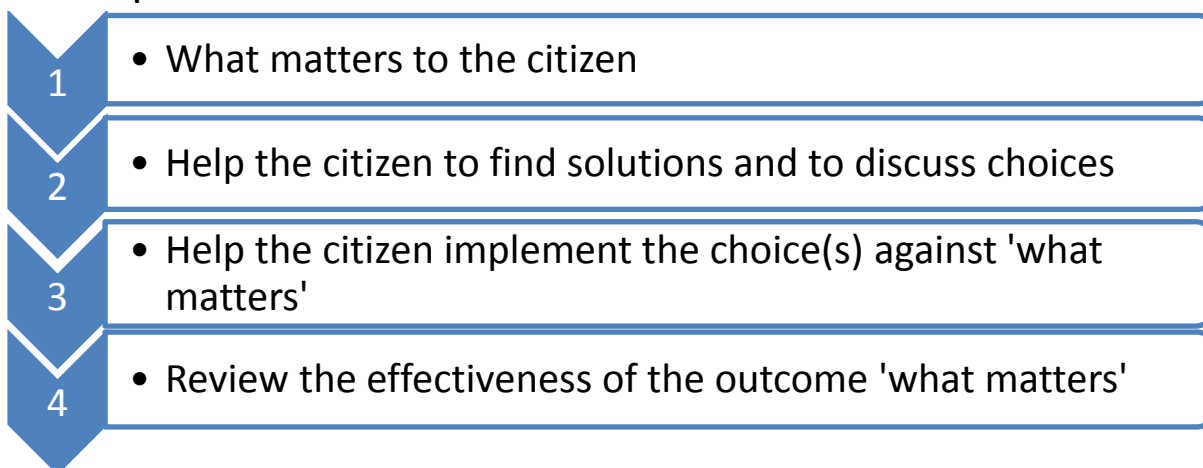 1
• What matters to the citizen
2
• Help the citizen to find solutions and to discuss choices
3
• Help the citizen implement the choice(s) against 'what
matters'
4
• Review the effectiveness of the outcome 'what matters'